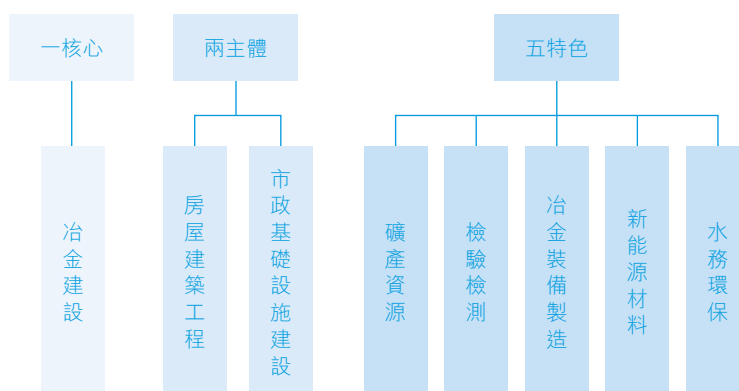 一核心
兩主體
五特色
冶金建設
房屋建築工程
市政基礎設施建設
礦產資源
檢驗檢測
冶金裝備製造
新能源材料
水務環保